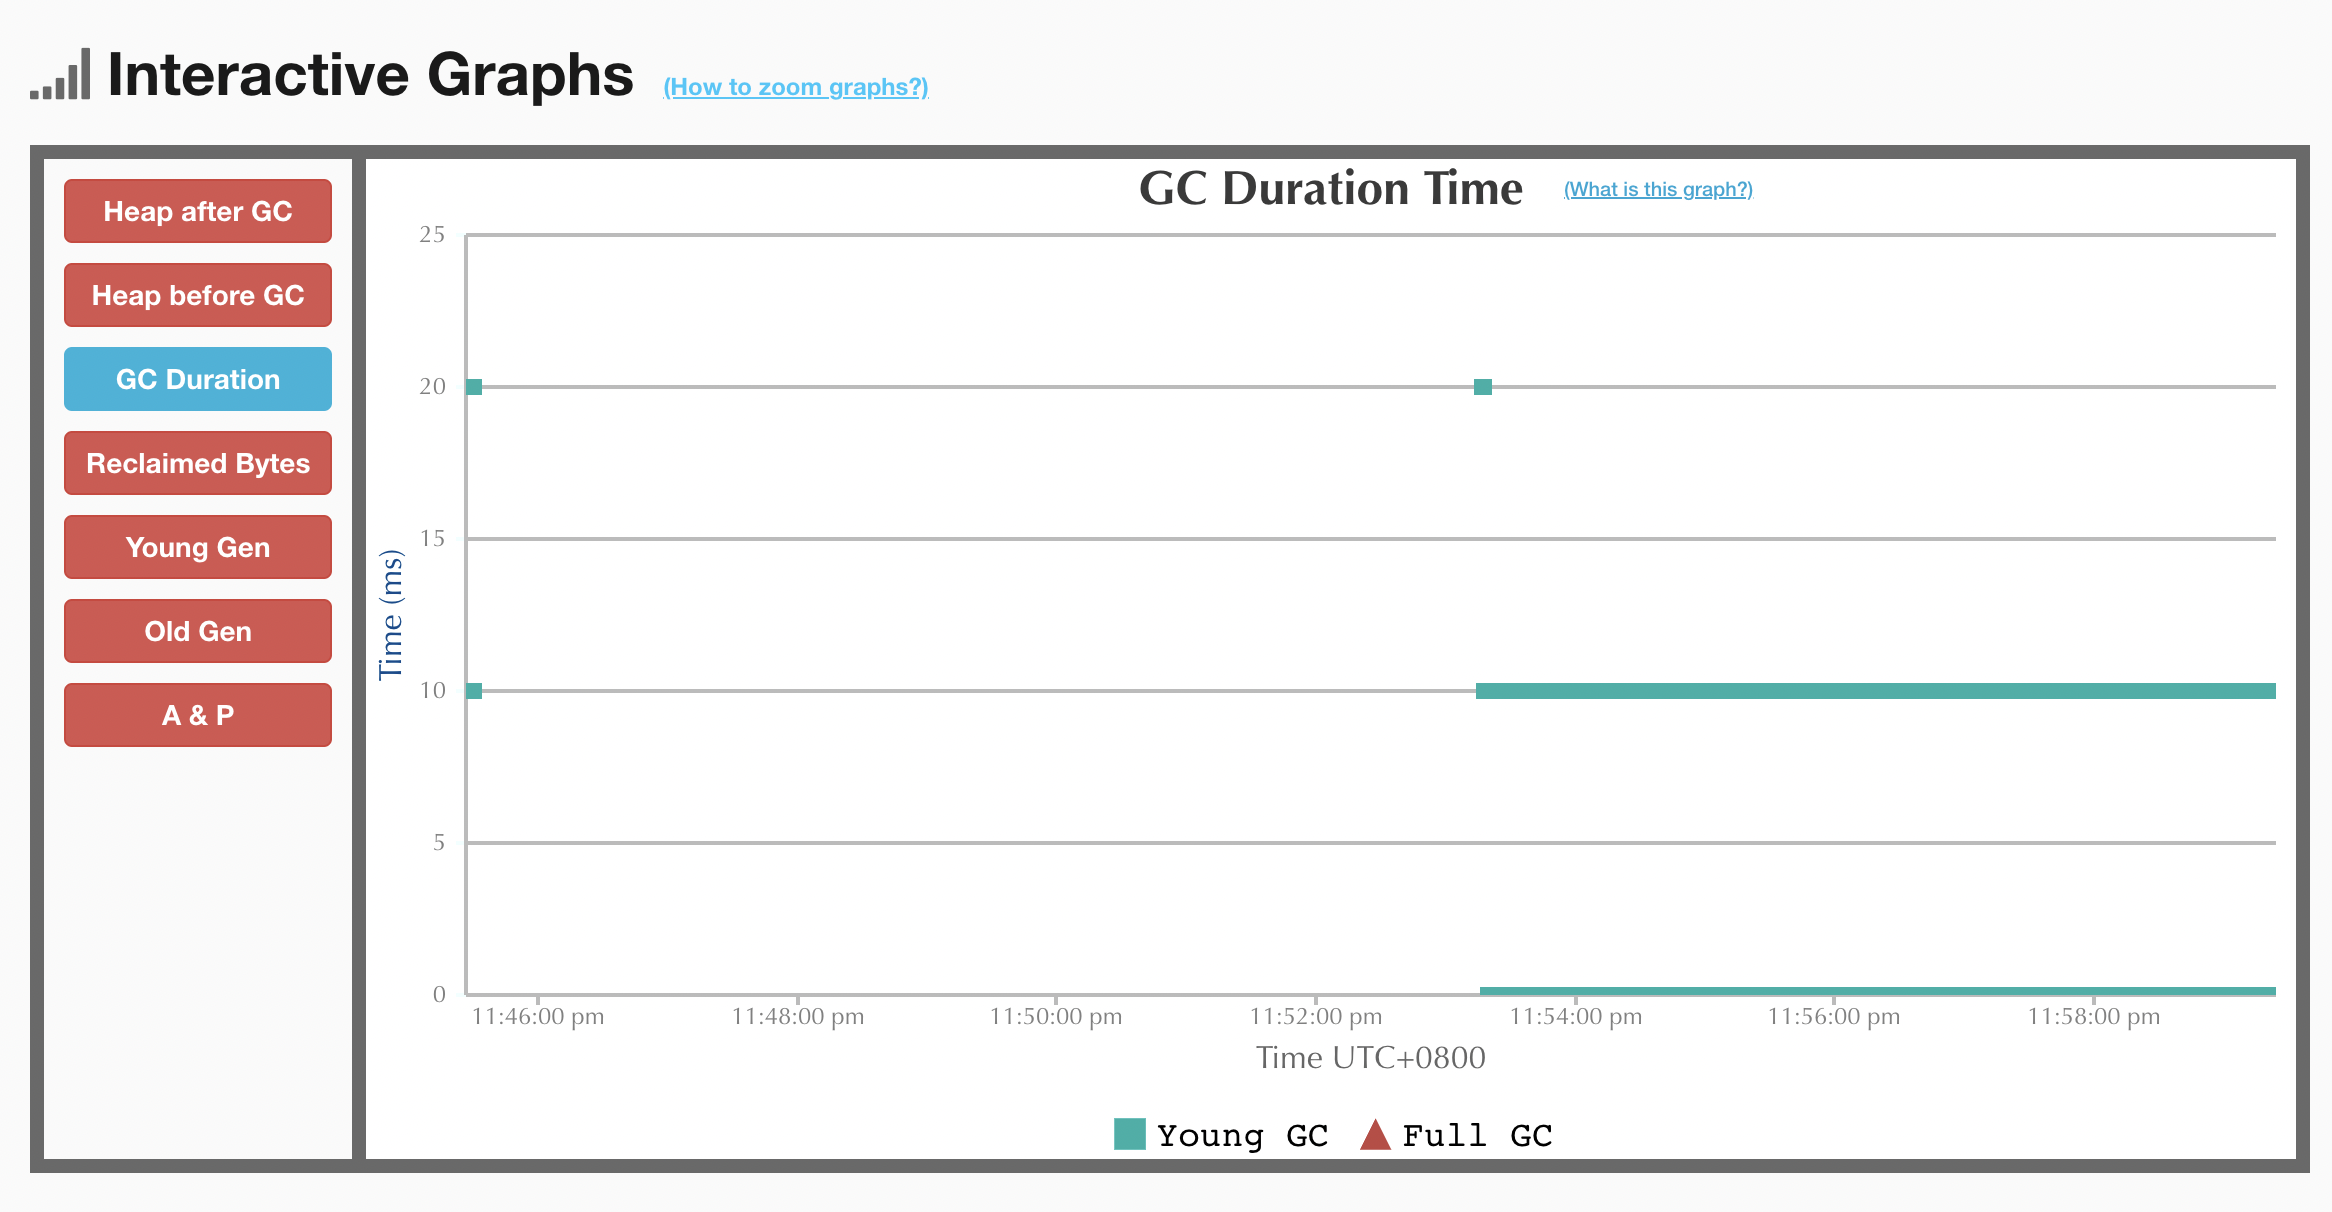 Interactive Graphs (How to zoom graphs?)
Heap after GC
Heap before GC
GC Duration
Reclaimed Bytes
Young Gen
Old Gen
A & P
GC Duration Time (What is this graph?)
Time (ms)
25
20
15
10
5
0
11:46:00 pm 11:48:00 pm 11:50:00 pm 11:52:00 pm 11:54:00 pm 11:56:00 pm 11:58:00 pm
Time UTC+0800
Young GC Full GC